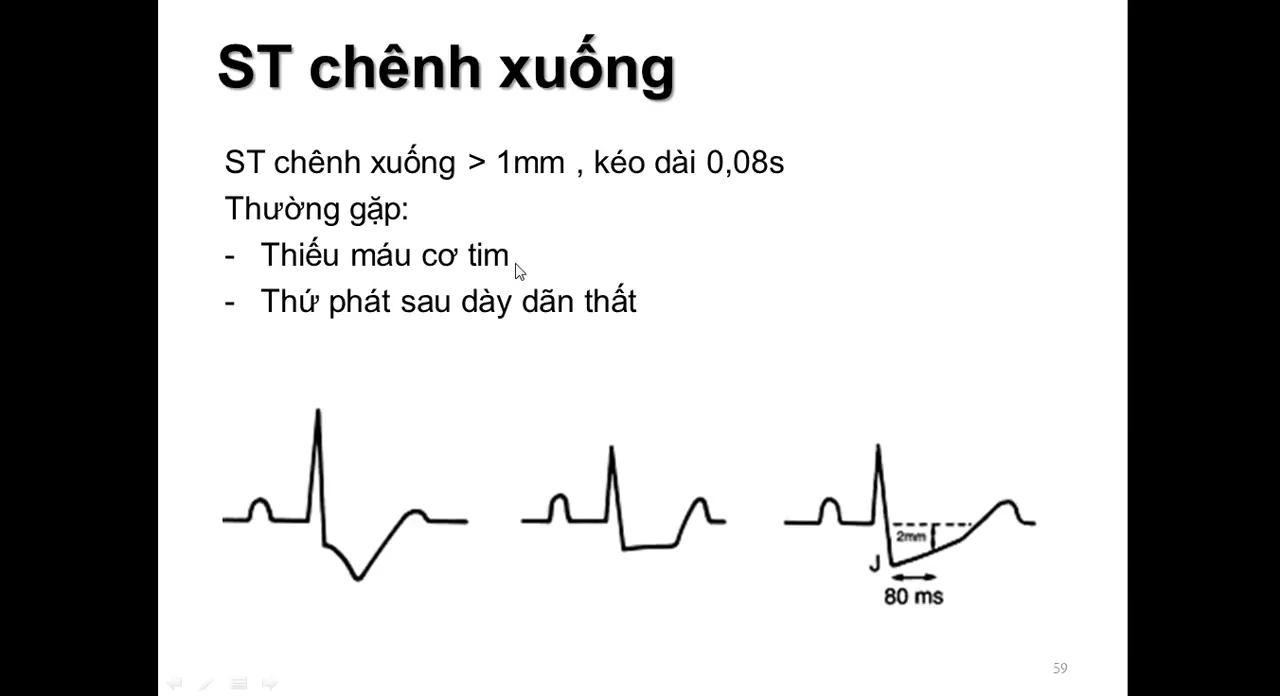 ST chênh xuống
ST chênh xuống > 1mm , kéo dài 0,08s
Thường gặp:
- Thiếu máu cơ tim
- Thứ phát sau dày dãn thất
2mm
J
80 ms
59